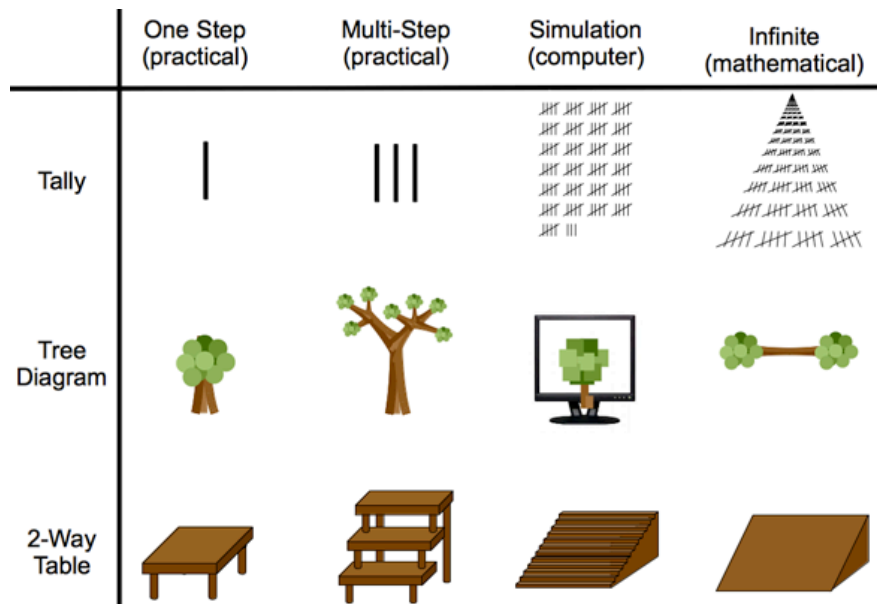 One Step
(practical)
Multi-Step
(practical)
Simulation
(computer)
Infinite
(mathematical)
Tally
Tree
Diagram
2-Way
Table